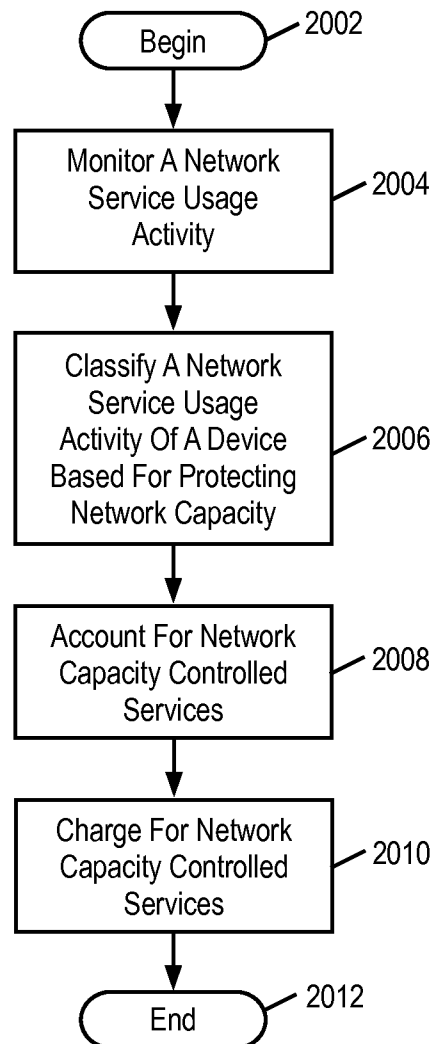 Begin
2002
Monitor A Network
Service Usage
Activity
2004
Classify A Network
Service Usage
Activity Of A Device
Based For Protecting
Network Capacity
2006
Account For Network
Capacity Controlled
Services
2008
Charge For Network
Capacity Controlled
Services
2010
End
2012